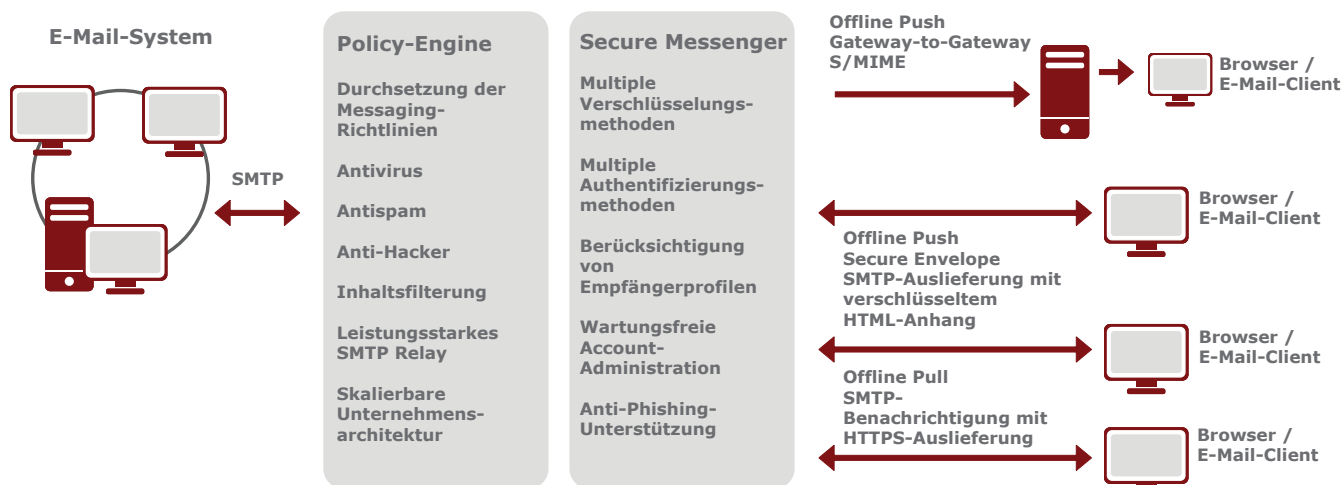 E-Mail-System
SMTP
Policy-Engine
Durchsetzung der
Messaging-
Richtlinien
Antivirus
Antispam
Anti-Hacker
Inhaltsfilterung
Leistungsstarkes
SMTP Relay
Skalierbare
Unternehmens-
architektur
Secure Messenger
Multiple
Verschlüsselungs-
methoden
Multiple
Authentifizierungs-
methoden
Berücksichtigung
von
Empfängerprofilen
Wartungsfreie
Account-
Administration
Anti-Phishing-
Unterstützung
Offline Push
Gateway-to-Gateway
S/MIME
Browser /
E-Mail-Client
Browser /
E-Mail-Client
Offline Push
Secure Envelope
SMTP-Auslieferung mit
verschlüsseltem
HTML-Anhang
Browser /
E-Mail-Client
Offline Pull
SMTP-
Benachrichtigung mit
HTTPS-Auslieferung
Browser /
E-Mail-Client